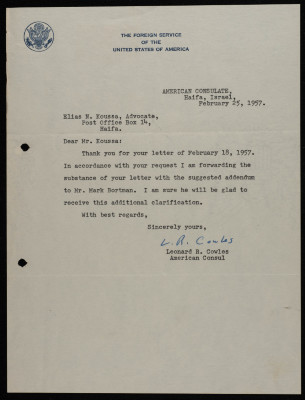 THE FOREIGN SERVICE
OF THE
UNITED STATES OF AMERICA
AMERICAN CONSULATE,
Haifa, Israel,
February 25, 1957.
Elias N. Koussa, Advocate,
Post Office Box 14,
Haifa.
Dear Mr. Koussa:
Thank you for your letter of February 18, 1957.
In accordance with your request I am forwarding the
substance of your letter with the suggested addendum
to Mr. Mark Bortman. I am sure he will be glad to
receive this additional clarification.
With best regards,
Sincerely yours,
L. R. Cowles
Leonard R. Cowles
American Consul